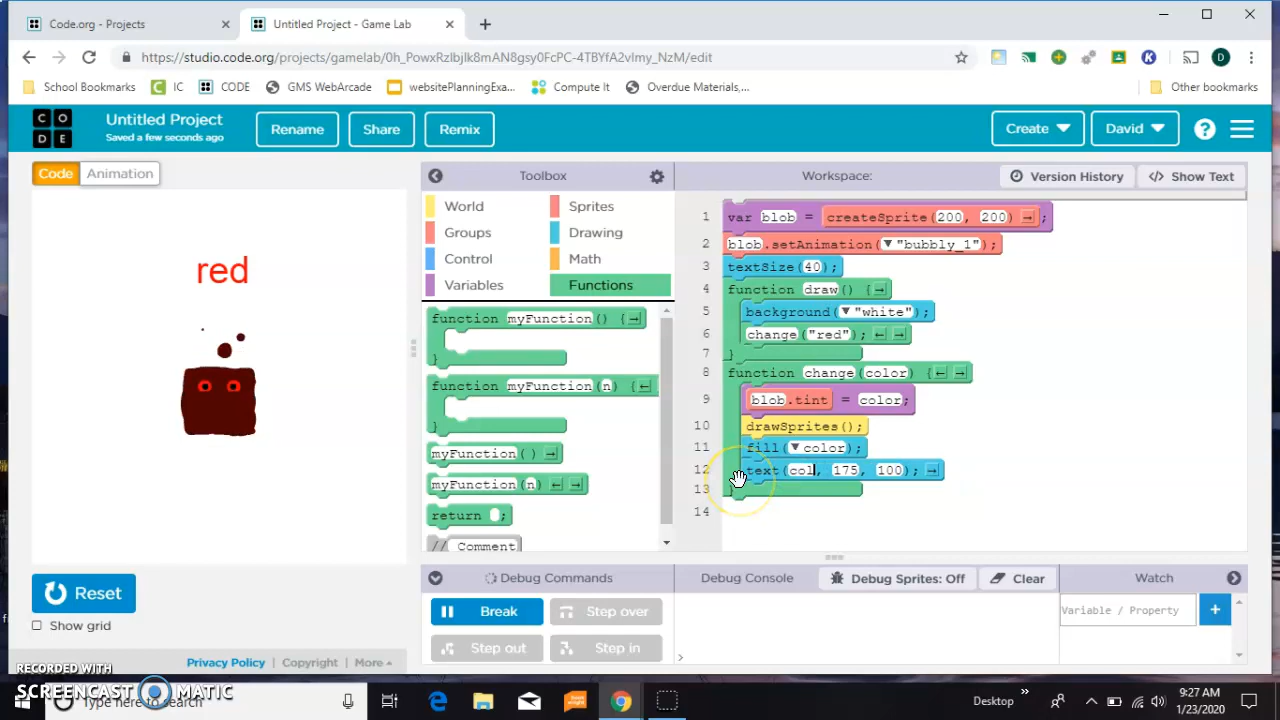 Code.org - Projects
Untitled Project - Game Lab
https://studio.code.org/projects/gamelab/0h_PowxRzlbjlk8mAN8gsy0FcPC-4TBYfA2vlmy_NzM/edit
School Bookmarks
IC
CODE
GMS WebArcade
websitePlanningExa...
Compute It
Overdue Materials,...
Other bookmarks
CODE
Untitled Project
Saved a few seconds ago
Rename
Share
Remix
Create
David
?
Code
Animation
Toolbox
Workspace:
Version History
</> Show Text
World
Sprites
Groups
Drawing
Control
Math
Variables
Functions
function myFunction() {
}
function myFunction(n) {
}
myFunction()
myFunction(n)
return ;
// Comment
1 var blob = createSprite(200, 200);
2 blob.setAnimation("bubbly_1");
3 textSize(40);
4 function draw() {
5 background("white");
6 change("red");
7 }
8 function change(color) {
9 blob.tint = color;
10 drawSprites();
11 fill(color);
12 text(col, 175, 100);
13
14
red
Reset
Show grid
Debug Commands
Debug Console
Debug Sprites: Off
Clear
Watch
Break
Step over
Step out
Step in
Variable / Property
+
>
Privacy Policy | Copyright | More
RECORDED WITH
SCREENCAST MATIC
Type here to search
Desktop
9:27 AM
1/23/2020